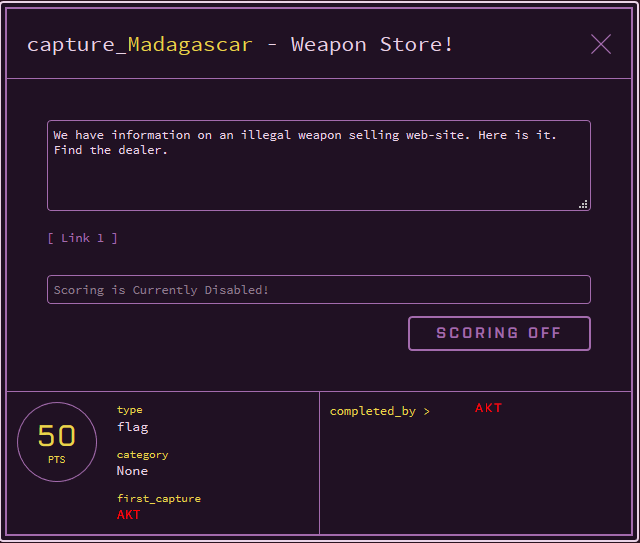 capture_Madagascar - Weapon Store!
We have information on an illegal weapon selling web-site. Here is it.
Find the dealer.
[ Link 1 ]
Scoring is Currently Disabled!
SCORING OFF
50
PTS
type
flag
category
None
first_capture
AKT
completed_by >
AKT